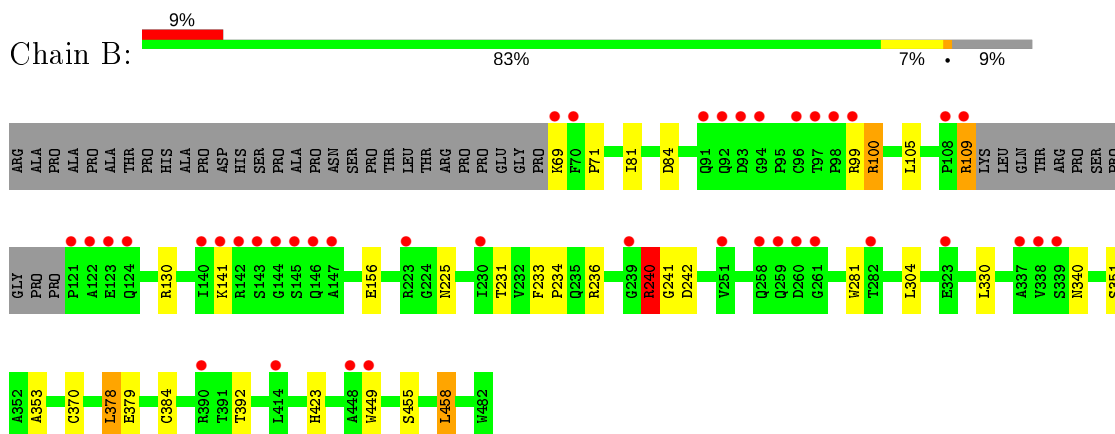 9%
Chain B:
83% 7% • 9%
ARG ALA PRO ALA PRO ALA THR PRO HIS ALA PRO ASP HIS SER PRO ALA PRO ASN SER PRO THR LEU THR ARG PRO PRO GLU GLY PRO K69 F70 P71 I81 D84 Q91 Q92 D93 G94 P95 C96 T97 P98 R99 R100 L105 P108 R109 LYS LEU GLN THR ARG PRO SER PRO
GLY PRO PRO P121 A122 E123 Q124 R130 I140 K141 R142 S143 G144 S145 Q146 A147 E156 R223 G224 N225 I230 T231 V232 F233 P234 Q235 R236 G239 R240 G241 D242 V251 Q258 Q259 D260 G261 W281 T282 L304 E323 L330 A337 V338 S339 N340 S351
A352 A353 C370 L378 E379 C384 R390 T391 T392 L414 H423 A448 W449 S455 L458 W492